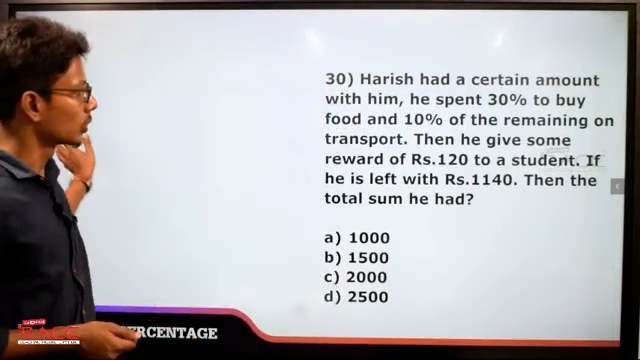 30) Harish had a certain amount
with him, he spent 30% to buy
food and 10% of the remaining on
transport. Then he give some
reward of Rs.120 to a student. If
he is left with Rs.1140. Then the
total sum he had?
a) 1000
b) 1500
c) 2000
d) 2500
RACE
ERCENTAGE